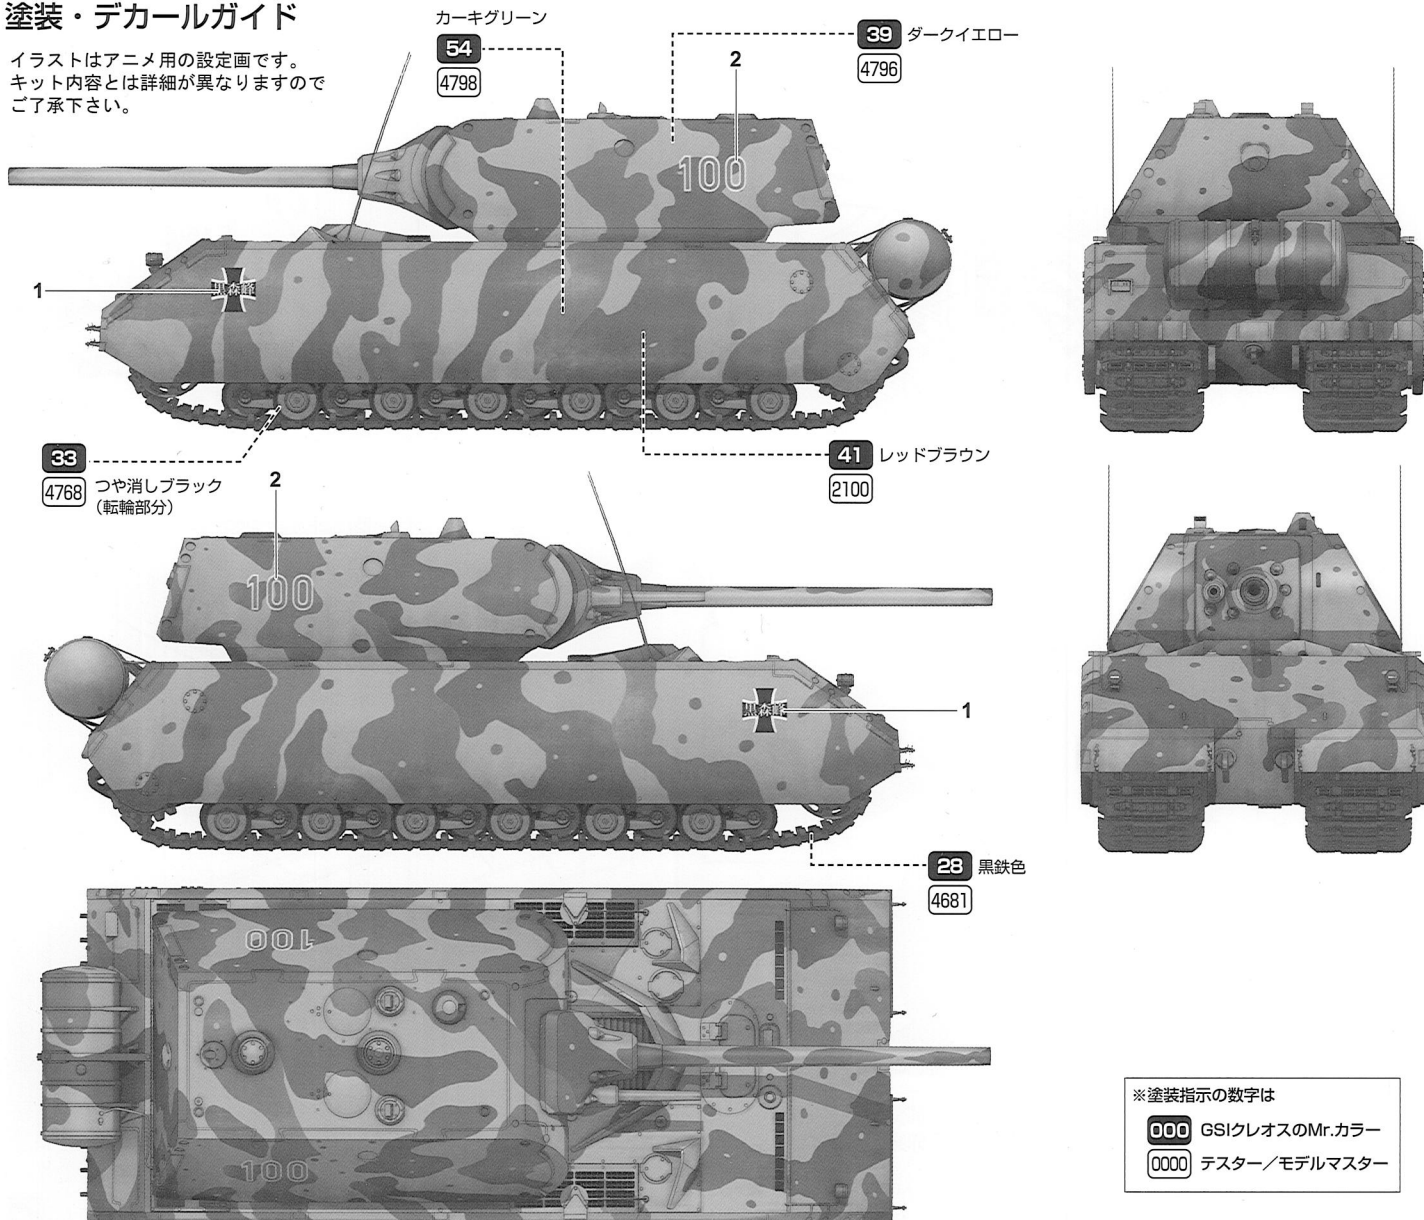 塗装・デカールガイド
イラストはアニメ用の設定画です。
キット内容とは詳細が異なりますので
ご了承下さい。
カーキグリーン
54
4798
39 ダークイエロー
4796
2
100
1
黒森峰
33
4768 つや消しブラック
(転輪部分)
41 レッドブラウン
2100
2
100
黒森峰
1
28 黒鉄色
4681
100
100
※塗装指示の数字は
000 GSIクレオスのMr.カラー
0000 テスター／モデルマスター